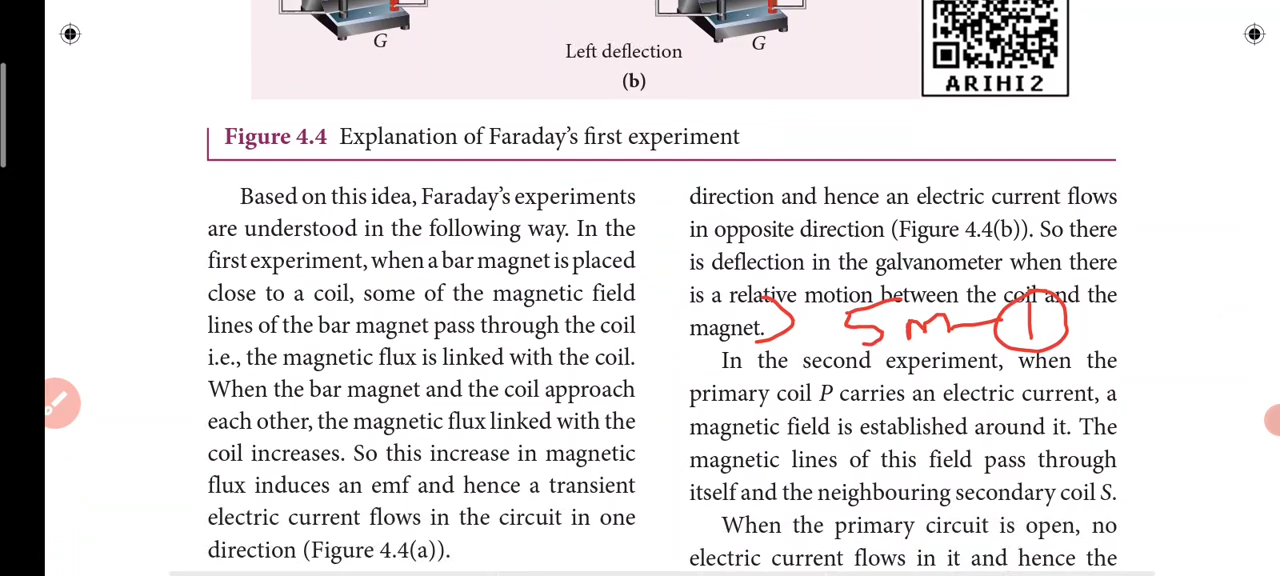 G
Left deflection
G
(b)
ARIHI2
Figure 4.4 Explanation of Faraday's first experiment
Based on this idea, Faraday's experiments
are understood in the following way. In the
first experiment, when a bar magnet is placed
close to a coil, some of the magnetic field
lines of the bar magnet pass through the coil
i.e., the magnetic flux is linked with the coil.
When the bar magnet and the coil approach
each other, the magnetic flux linked with the
coil increases. So this increase in magnetic
flux induces an emf and hence a transient
electric current flows in the circuit in one
direction (Figure 4.4(a)).
direction and hence an electric current flows
in opposite direction (Figure 4.4(b)). So there
is deflection in the galvanometer when there
is a relative motion between the coil and the
magnet.
5 m 1
In the second experiment, when the
primary coil P carries an electric current, a
magnetic field is established around it. The
magnetic lines of this field pass through
itself and the neighbouring secondary coil S.
When the primary circuit is open, no
electric current flows in it and hence the